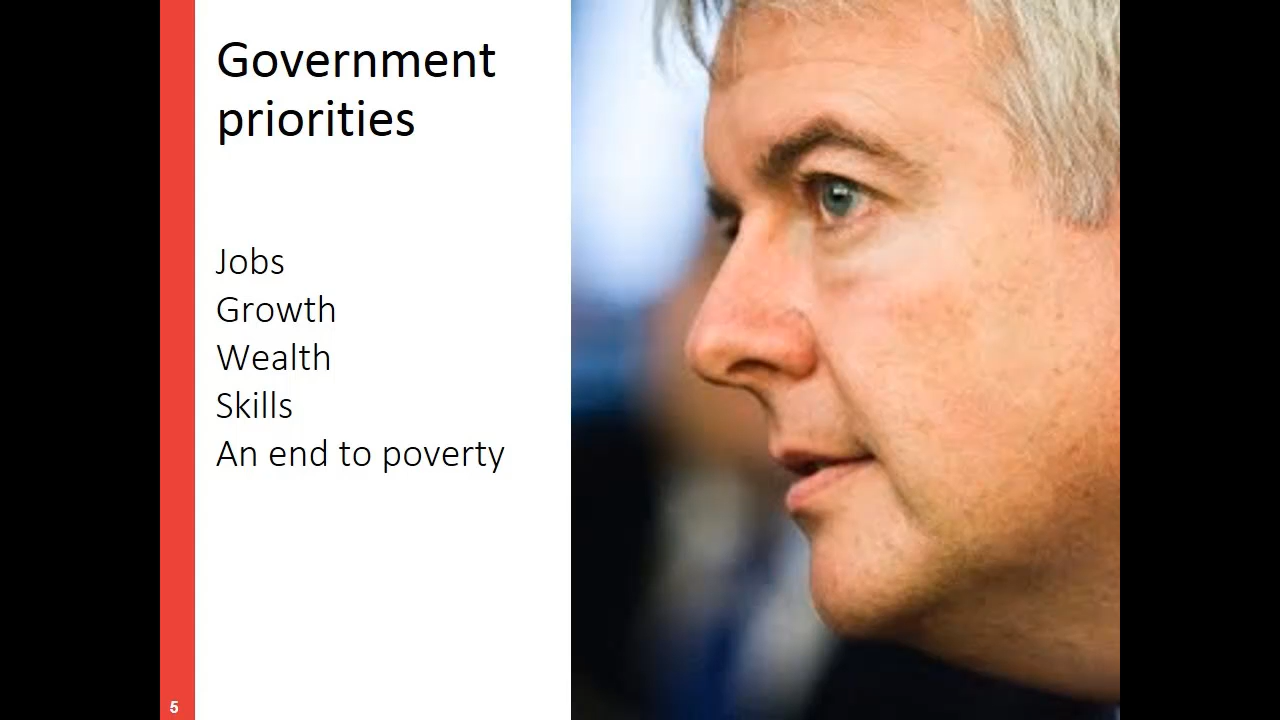 Government
priorities
Jobs
Growth
Wealth
Skills
An end to poverty
5